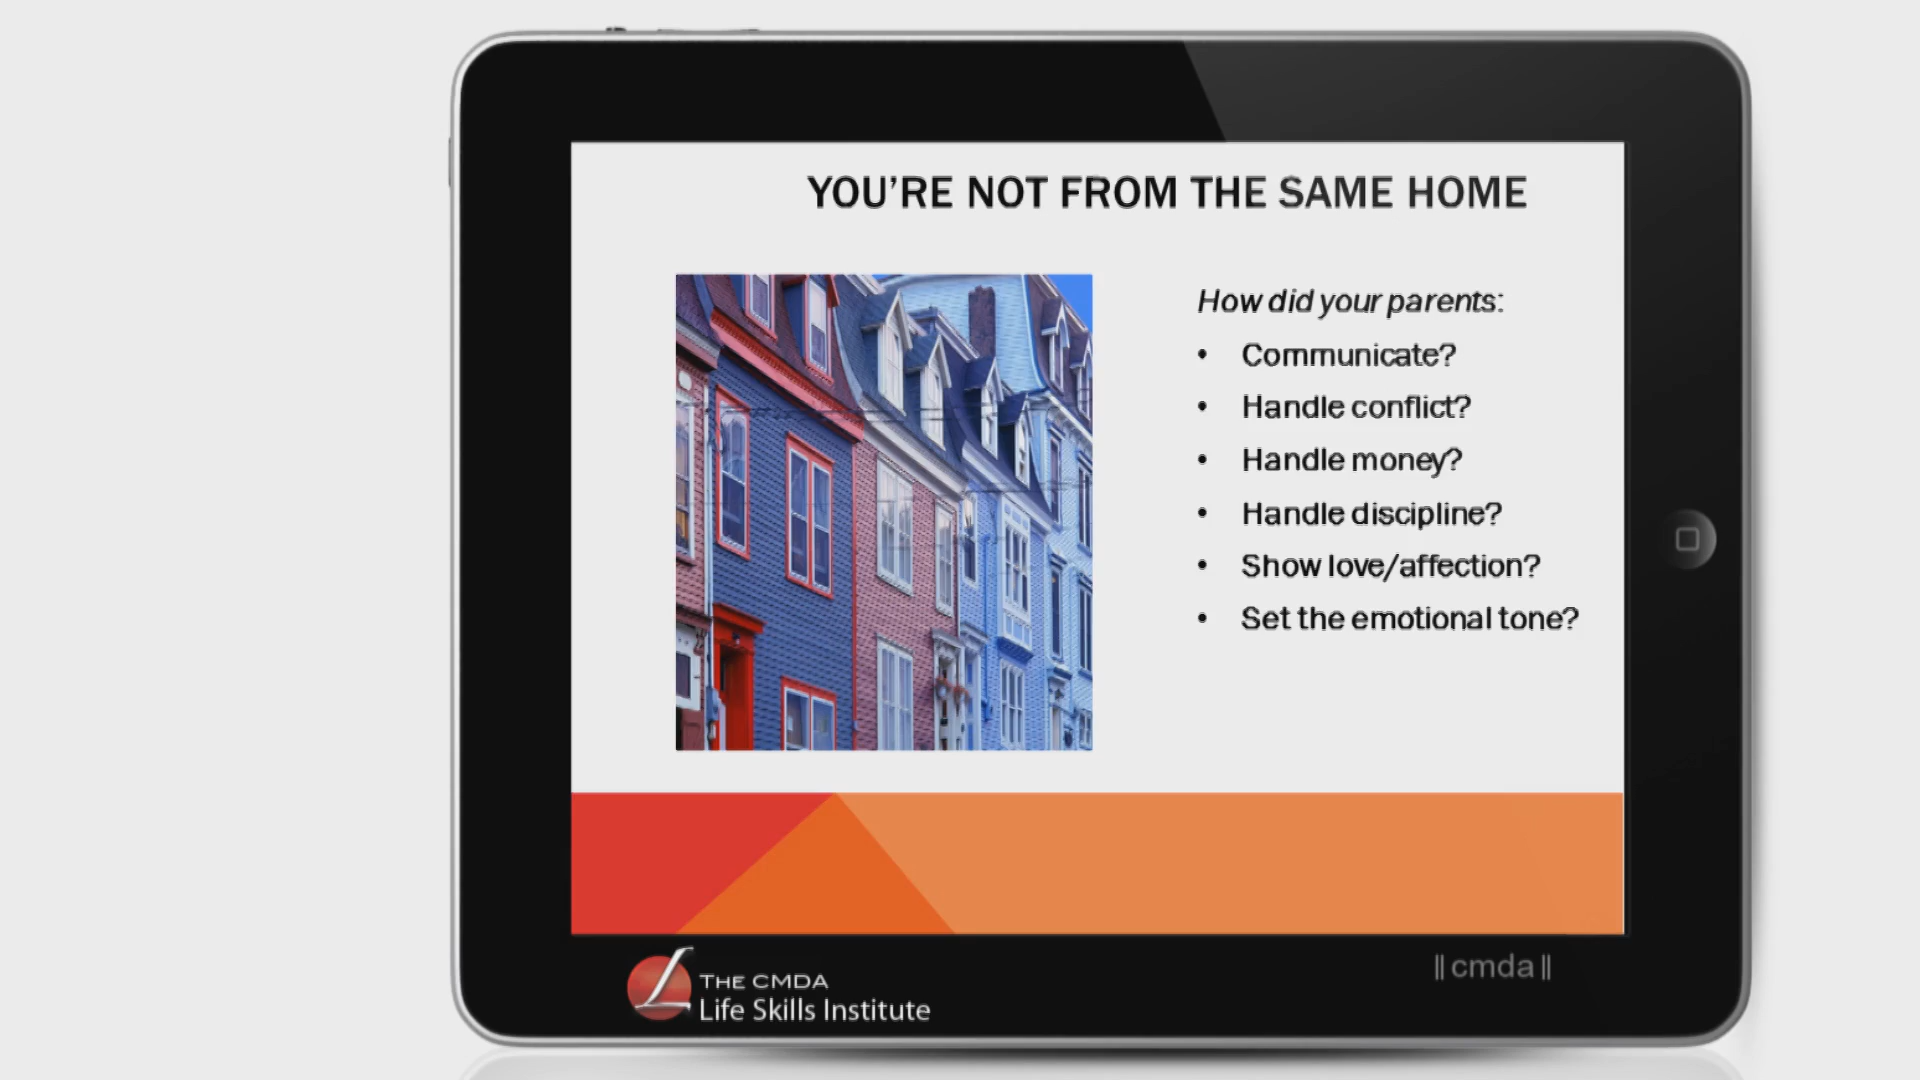 YOU'RE NOT FROM THE SAME HOME
How did your parents:
• Communicate?
• Handle conflict?
• Handle money?
• Handle discipline?
• Show love/affection?
• Set the emotional tone?
THE CMDA
Life Skills Institute
||cmda||